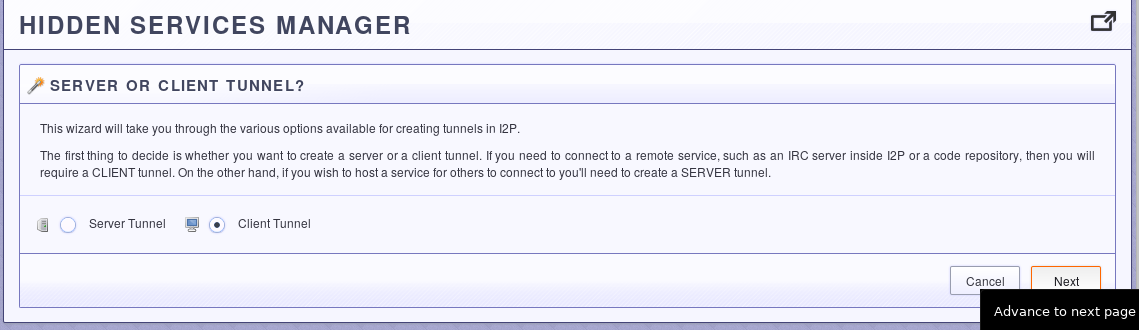 HIDDEN SERVICES MANAGER
SERVER OR CLIENT TUNNEL?
This wizard will take you through the various options available for creating tunnels in I2P.
The first thing to decide is whether you want to create a server or a client tunnel. If you need to connect to a remote service, such as an IRC server inside I2P or a code repository, then you will
require a CLIENT tunnel. On the other hand, if you wish to host a service for others to connect to you'll need to create a SERVER tunnel.
Server Tunnel Client Tunnel
Cancel Next
Advance to next page